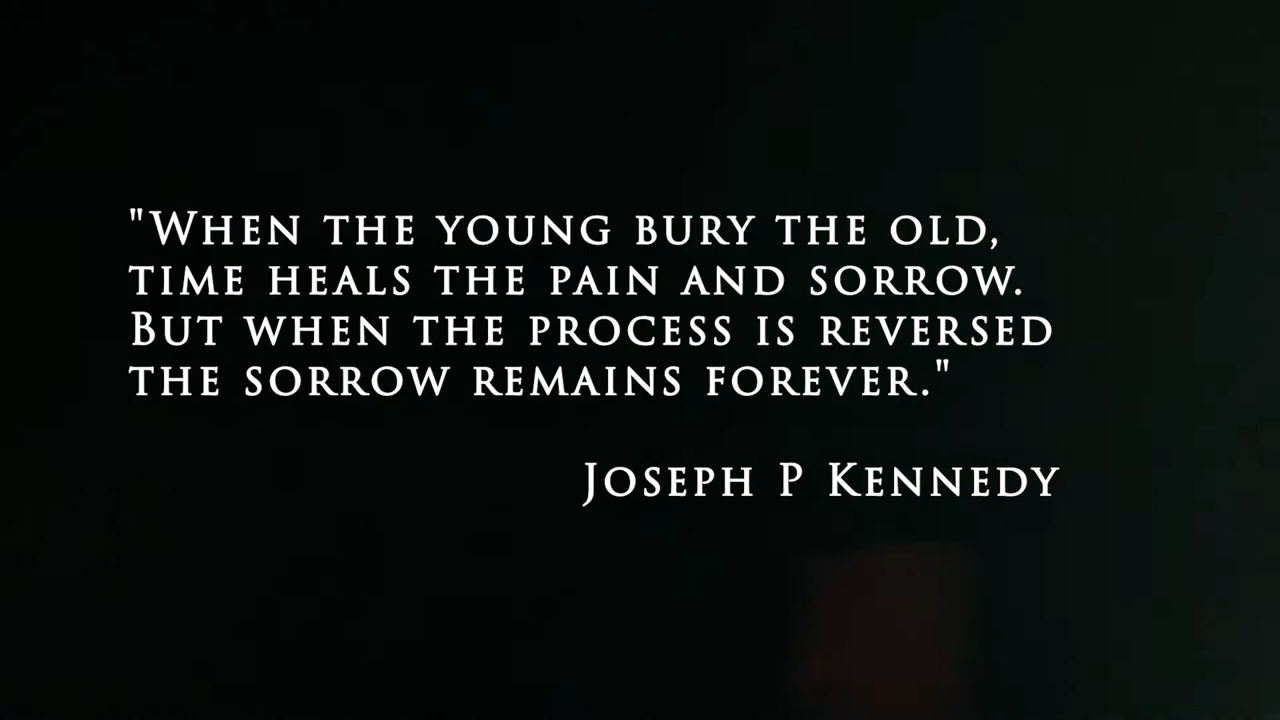 "When the young bury the old,
time heals the pain and sorrow.
But when the process is reversed
the sorrow remains forever."
Joseph P Kennedy